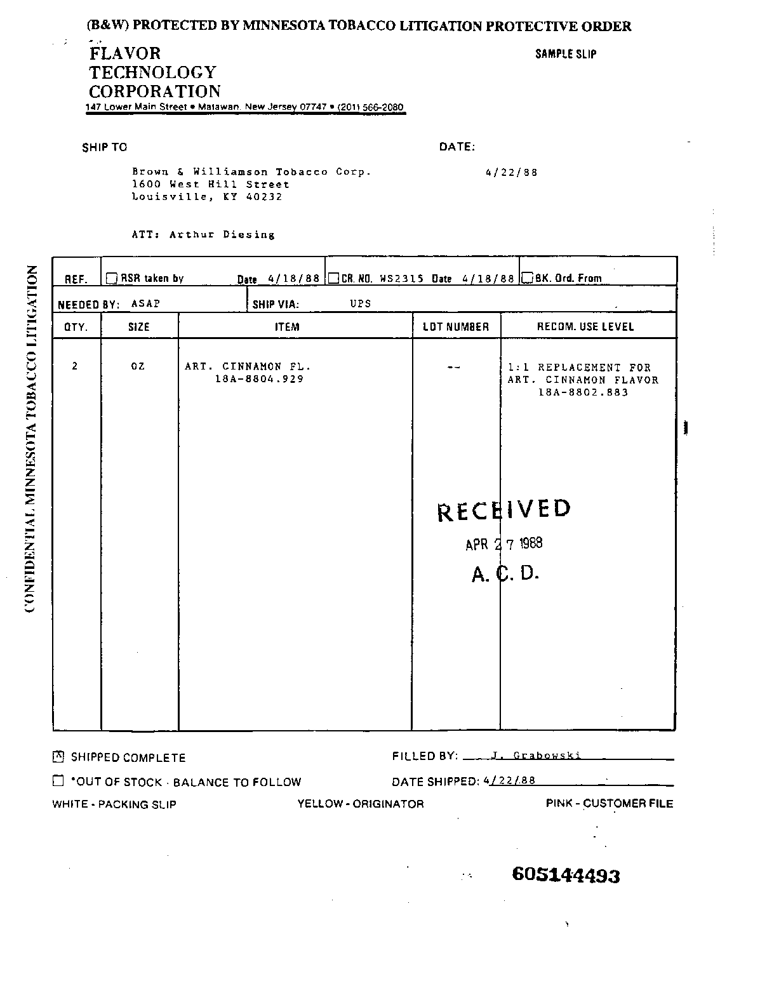 (B&W) PROTECTED BY MINNESOTA TOBACCO LITIGATION PROTECTIVE ORDER
FLAVOR
TECHNOLOGY
CORPORATION
147 Lower Main Street • Matawan, New Jersey 07747 • (201) 566-2080
SAMPLE SLIP
SHIP TO
DATE:
Brown & Williamson Tobacco Corp.
1600 West Hill Street
Louisville, KY 40232
4/22/88
ATT: Arthur Diesing
CONFIDENTIAL MINNESOTA TOBACCO LITIGATION
REF. RSR taken by Date 4/18/88 CR. NO. WS2315 Date 4/18/88 BK. Ord. From
NEEDED BY: ASAP SHIP VIA: UPS
QTY. SIZE ITEM LOT NUMBER RECOM. USE LEVEL
2 OZ ART. CINNAMON FL. -- 1:1 REPLACEMENT FOR
18A-8804.929 ART. CINNAMON FLAVOR
18A-8802.883
RECEIVED
APR 27 1988
A. C. D.
SHIPPED COMPLETE FILLED BY: J. Grabowski
*OUT OF STOCK - BALANCE TO FOLLOW DATE SHIPPED: 4/22/88
WHITE - PACKING SLIP YELLOW - ORIGINATOR PINK - CUSTOMER FILE
605144493